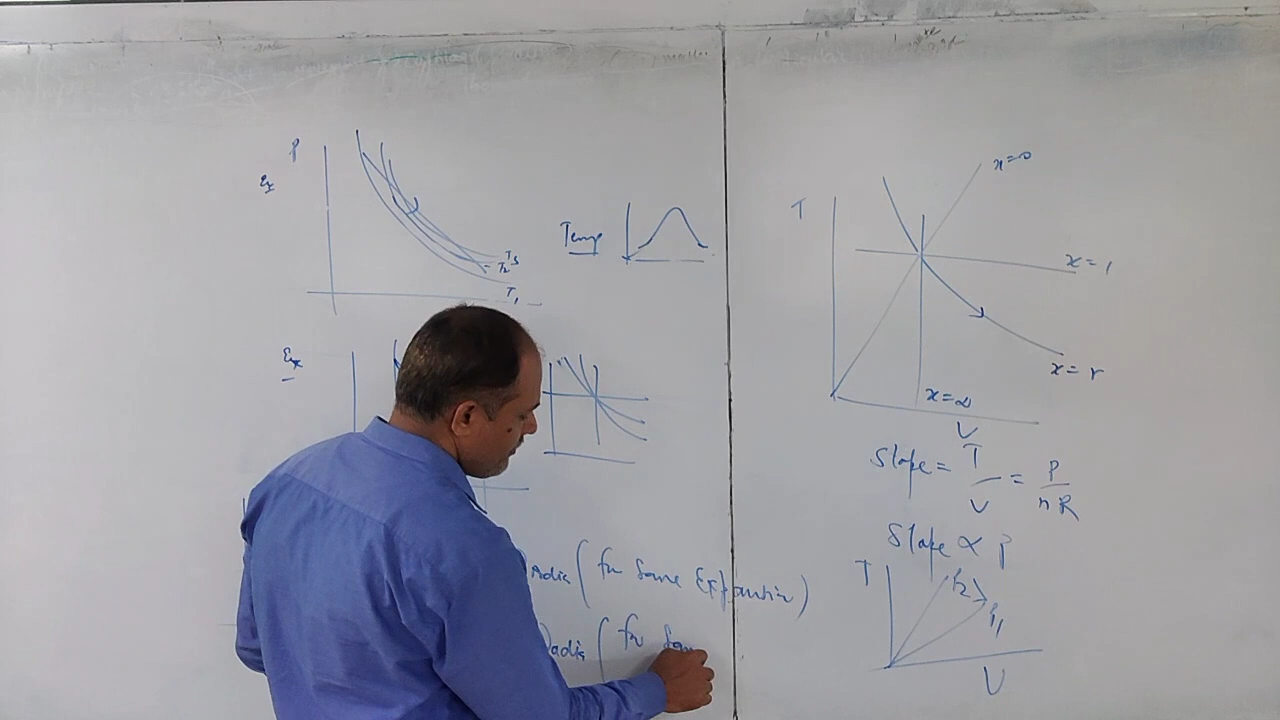 P
Ex
T3
T2
T1
Temp
Ex
adia (for same Expansion)
adia (for Sam
T
x=0
x=1
x=r
x=∞
V
Slope = T/V = P/nR
Slope ∝ P
T
P2 > P1
V